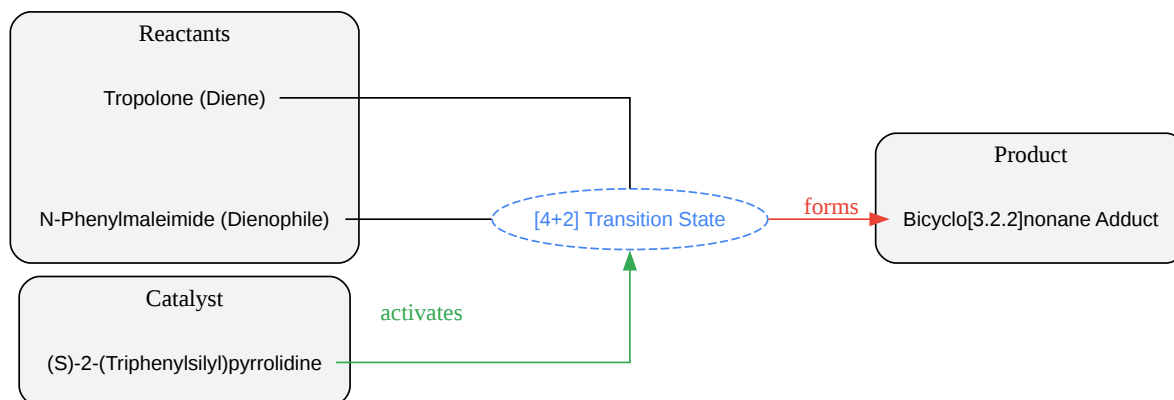 Reactants
Tropolone (Diene)
N-Phenylmaleimide (Dienophile)
[4+2] Transition State
forms
Product
Bicyclo[3.2.2]nonane Adduct
Catalyst
activates
(S)-2-(Triphenylsilyl)pyrrolidine